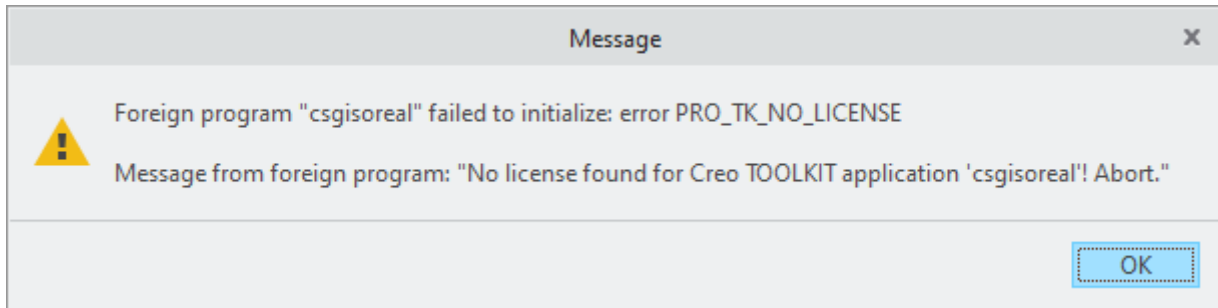 Message
Foreign program "csgisoreal" failed to initialize: error PRO_TK_NO_LICENSE
Message from foreign program: "No license found for Creo TOOLKIT application 'csgisoreal'! Abort."
OK